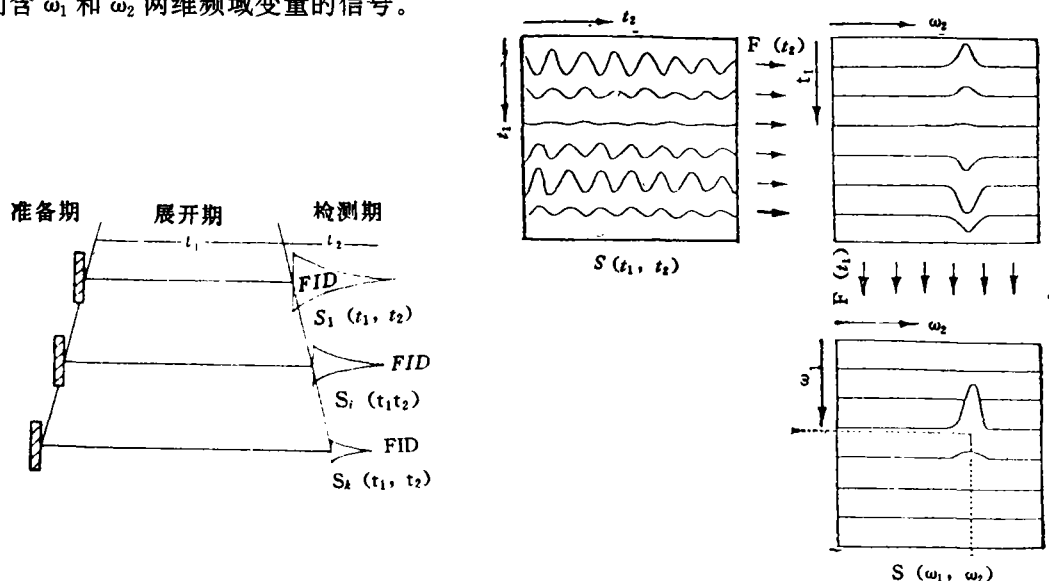 包含 ω₁ 和 ω₂ 两维频域变量的信号。
准备期 展开期 检测期
t₁ t₂
FID
S₁ (t₁, t₂)
FID
Sᵢ (t₁t₂)
FID
Sₖ (t₁, t₂)
t₂
t₁
S (t₁, t₂)
F (t₂)
ω₂
t₁
F (t₁)
ω₂
ω
S (ω₁, ω₂)